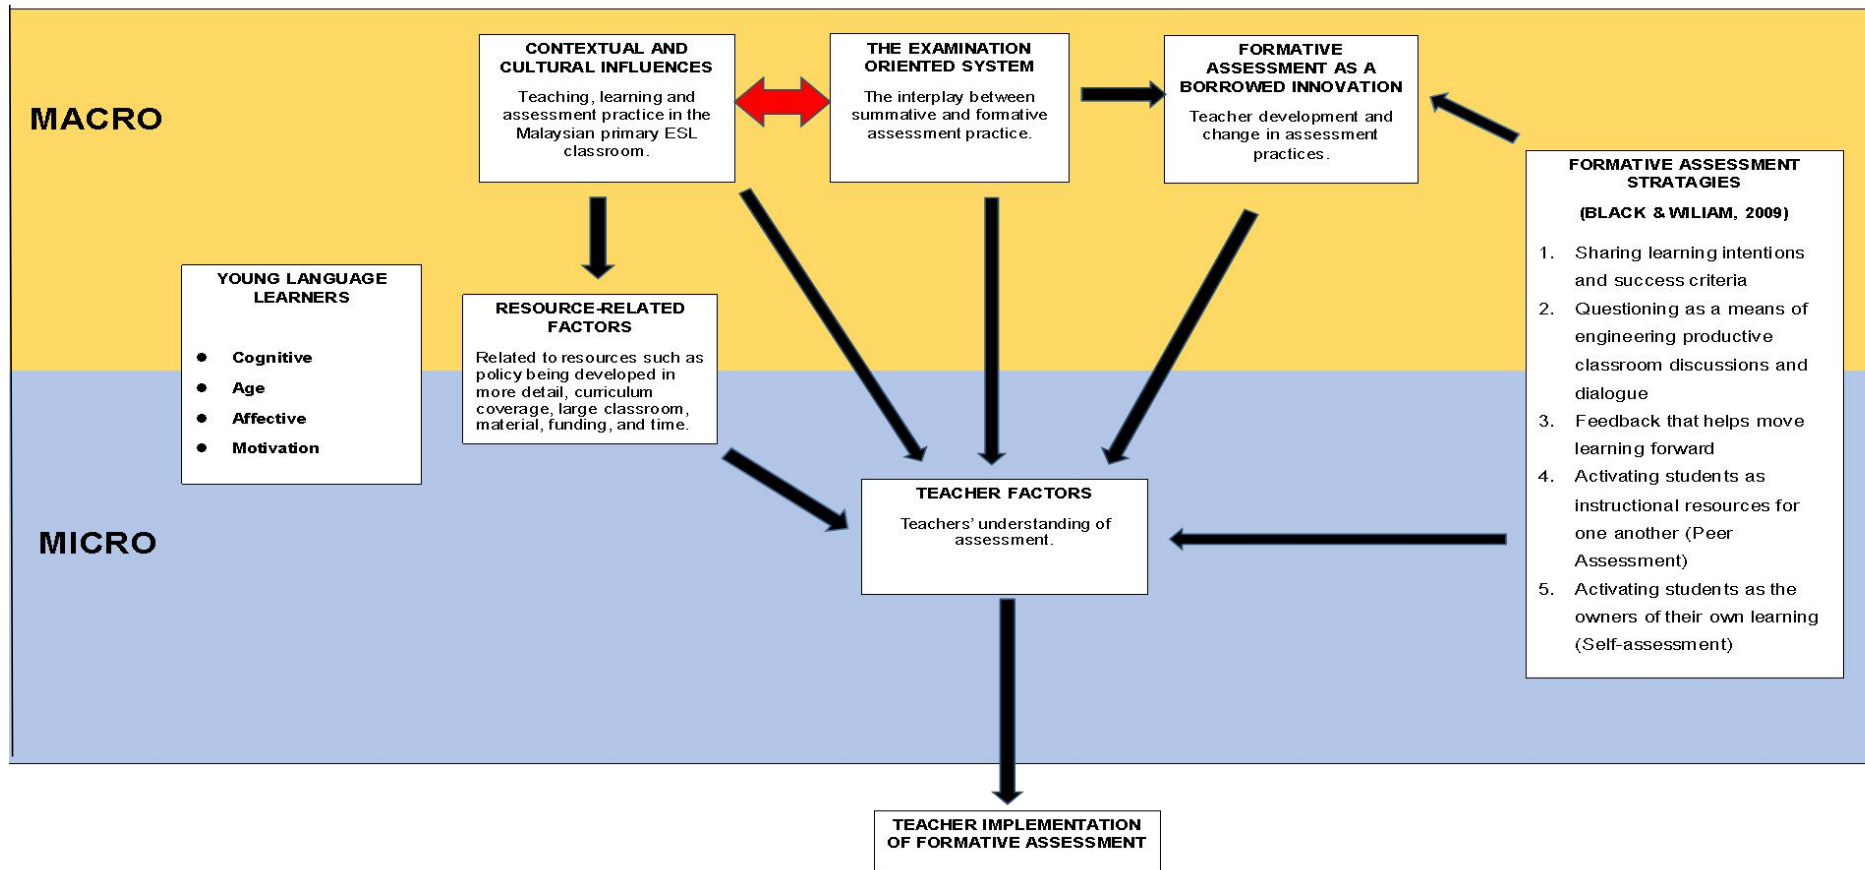 MACRO
CONTEXTUAL AND
CULTURAL INFLUENCES
Teaching, learning and
assessment practice in the
Malaysian primary ESL
classroom.
THE EXAMINATION
ORIENTED SYSTEM
The interplay between
summative and formative
assessment practice.
FORMATIVE
ASSESSMENT AS A
BORROWED INNOVATION
Teacher development and
change in assessment
practices.
FORMATIVE ASSESSMENT
STRATAGIES
(BLACK & WILIAM, 2009)
1. Sharing learning intentions
and success criteria
2. Questioning as a means of
engineering productive
classroom discussions and
dialogue
3. Feedback that helps move
learning forward
4. Activating students as
instructional resources for
one another (Peer
Assessment)
5. Activating students as the
owners of their own learning
(Self-assessment)
YOUNG LANGUAGE
LEARNERS
● Cognitive
● Age
● Affective
● Motivation
RESOURCE-RELATED
FACTORS
Related to resources such as
policy being developed in
more detail, curriculum
coverage, large classroom,
material, funding, and time.
MICRO
TEACHER FACTORS
Teachers’ understanding of
assessment.
TEACHER IMPLEMENTATION
OF FORMATIVE ASSESSMENT